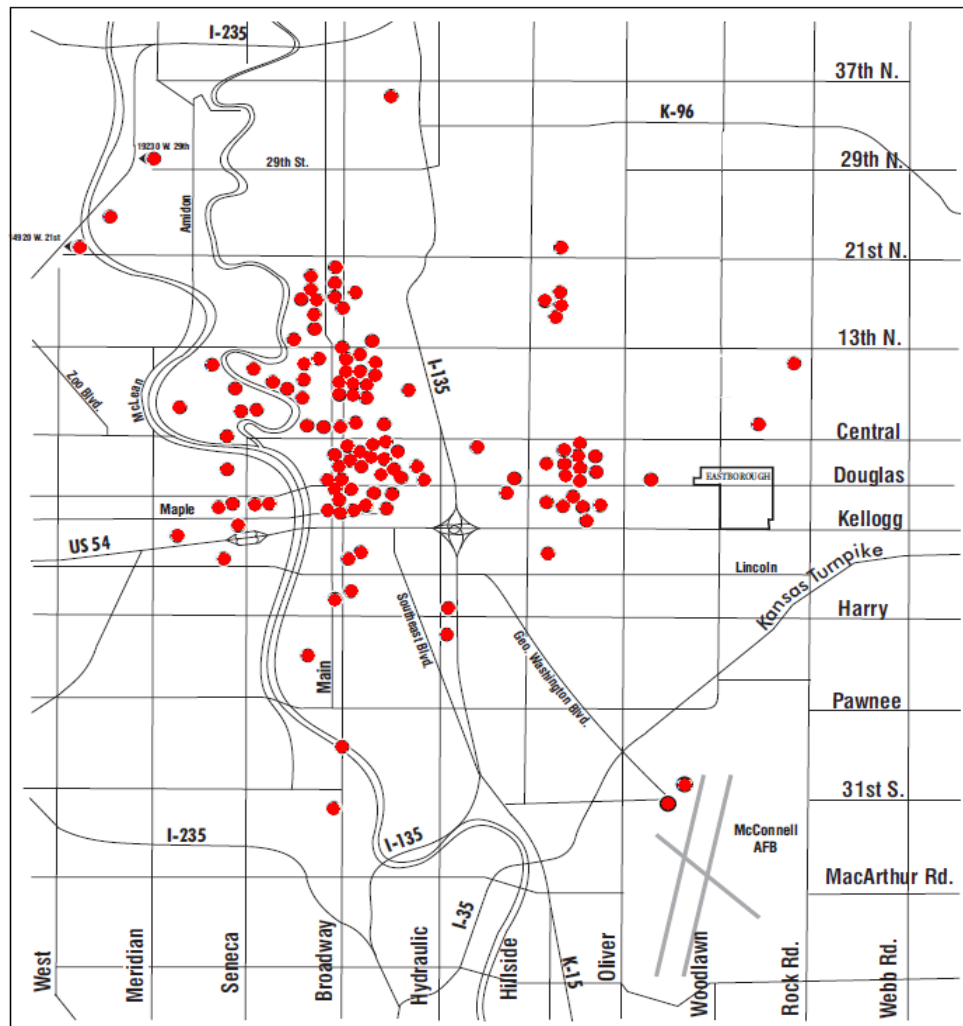 I-235
37th N.
K-96
19230 W. 29th
29th St.
29th N.
Amidon
4920 W. 21st
21st N.
13th N.
I-135
Zoo Blvd.
McLean
Central
EASTBOROUGH
Douglas
Maple
Kellogg
US 54
Lincoln
Kansas Turnpike
Harry
Southeast Blvd.
Geo. Washington Blvd.
Main
Pawnee
31st S.
I-235
I-135
McConnell
AFB
MacArthur Rd.
I-35
K-15
West
Meridian
Seneca
Broadway
Hydraulic
Hillside
Oliver
Woodlawn
Rock Rd.
Webb Rd.